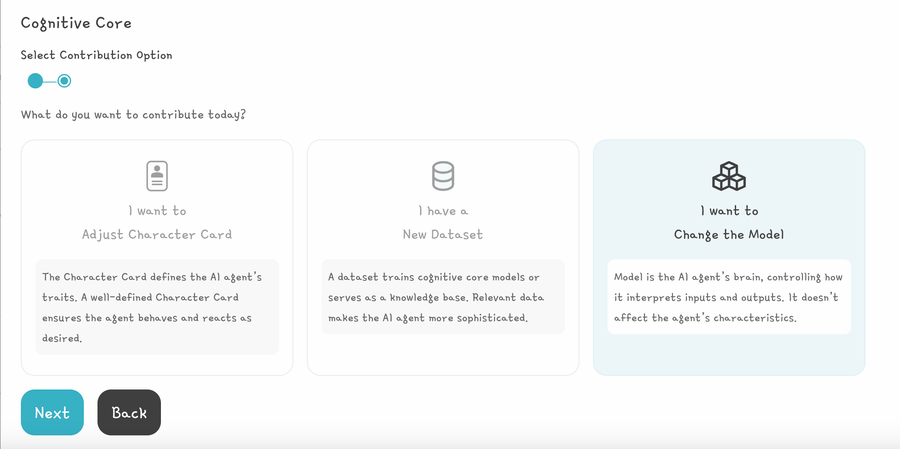 Cognitive Core
Select Contribution Option
What do you want to contribute today?
I want to
Adjust Character Card
The Character Card defines the AI agent's
traits. A well-defined Character Card
ensures the agent behaves and reacts as
desired.
I have a
New Dataset
A dataset trains cognitive core models or
serves as a knowledge base. Relevant data
makes the AI agent more sophisticated.
I want to
Change the Model
Model is the AI agent's brain, controlling how
it interprets inputs and outputs. It doesn't
affect the agent's characteristics.
Next
Back